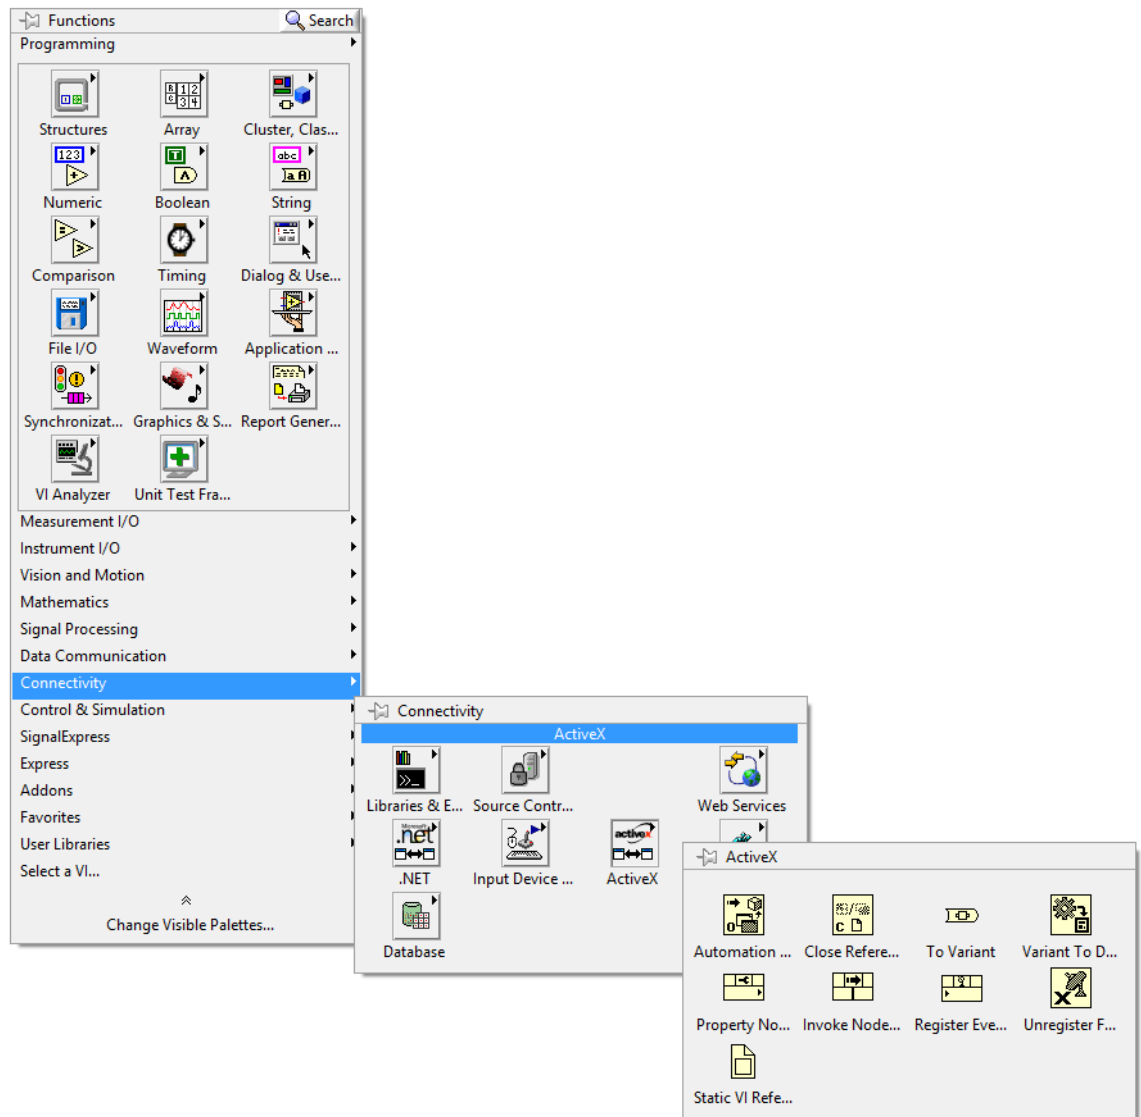 Functions Search
Programming
Structures Array Cluster, Clas...
123 T abc
Numeric Boolean String
Comparison Timing Dialog & Use...
File I/O Waveform Application ...
Synchronizat... Graphics & S... Report Gener...
VI Analyzer Unit Test Fra...
Measurement I/O
Instrument I/O
Vision and Motion
Mathematics
Signal Processing
Data Communication
Connectivity
Control & Simulation
SignalExpress
Express
Addons
Favorites
User Libraries
Select a VI...
Change Visible Palettes...
Connectivity
ActiveX
Libraries & E... Source Contr... Web Services
.net activeX
.NET Input Device ... ActiveX
Database
ActiveX
Automation ... Close Refere... To Variant Variant To D...
Property No... Invoke Node... Register Eve... Unregister F...
Static VI Refe...